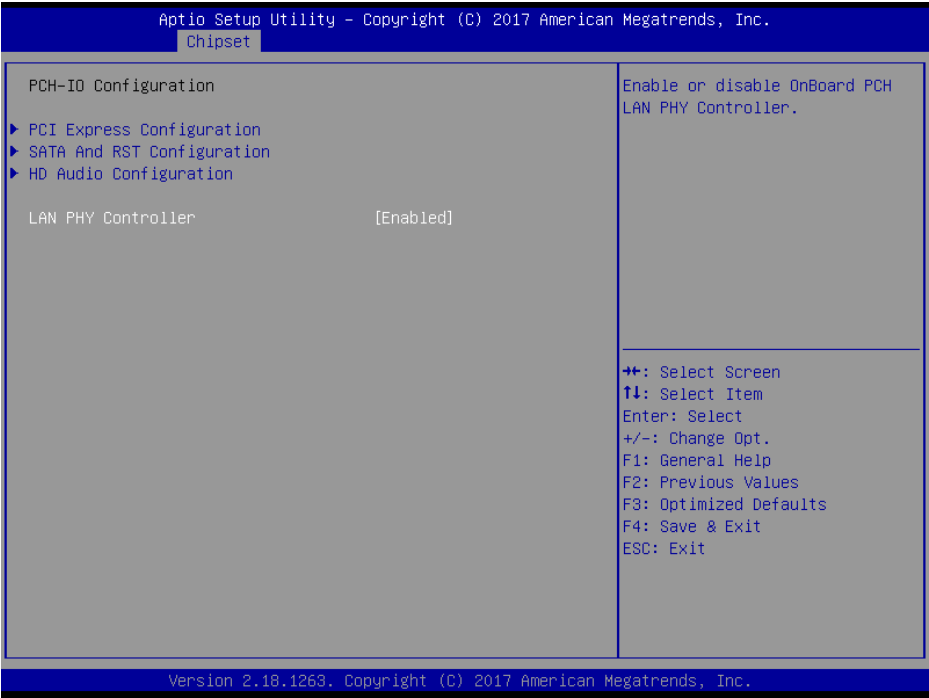 Aptio Setup Utility – Copyright (C) 2017 American Megatrends, Inc.
Chipset
PCH-IO Configuration
PCI Express Configuration
SATA And RST Configuration
HD Audio Configuration
LAN PHY Controller [Enabled]
Enable or disable OnBoard PCH
LAN PHY Controller.
→←: Select Screen
↑↓: Select Item
Enter: Select
+/-: Change Opt.
F1: General Help
F2: Previous Values
F3: Optimized Defaults
F4: Save & Exit
ESC: Exit
Version 2.18.1263. Copyright (C) 2017 American Megatrends, Inc.